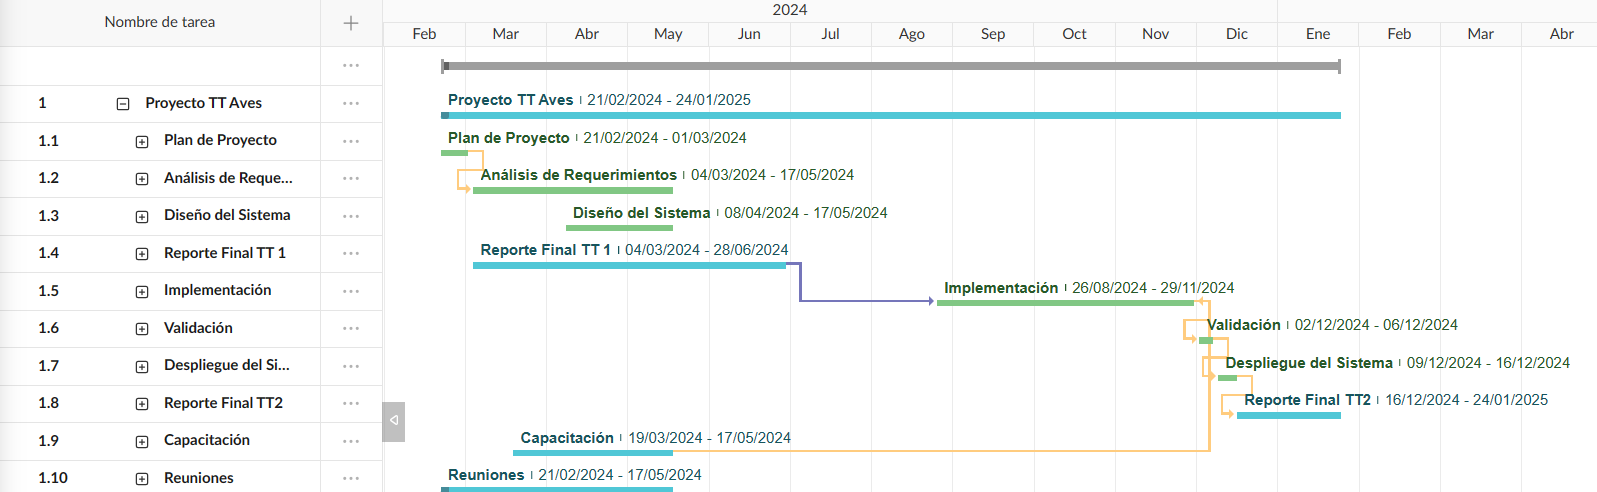 Nombre de tarea
2024
Feb Mar Abr May Jun Jul Ago Sep Oct Nov Dic Ene Feb Mar Abr
1 Proyecto TT Aves
Proyecto TT Aves 21/02/2024 - 24/01/2025
1.1 Plan de Proyecto
Plan de Proyecto 21/02/2024 - 01/03/2024
1.2 Análisis de Reque...
Análisis de Requerimientos 04/03/2024 - 17/05/2024
1.3 Diseño del Sistema
Diseño del Sistema 08/04/2024 - 17/05/2024
1.4 Reporte Final TT 1
Reporte Final TT 1 04/03/2024 - 28/06/2024
1.5 Implementación
Implementación 26/08/2024 - 29/11/2024
1.6 Validación
Validación 02/12/2024 - 06/12/2024
1.7 Despliegue del Si...
Despliegue del Sistema 09/12/2024 - 16/12/2024
1.8 Reporte Final TT2
Reporte Final TT2 16/12/2024 - 24/01/2025
1.9 Capacitación
Capacitación 19/03/2024 - 17/05/2024
1.10 Reuniones
Reuniones 21/02/2024 - 17/05/2024